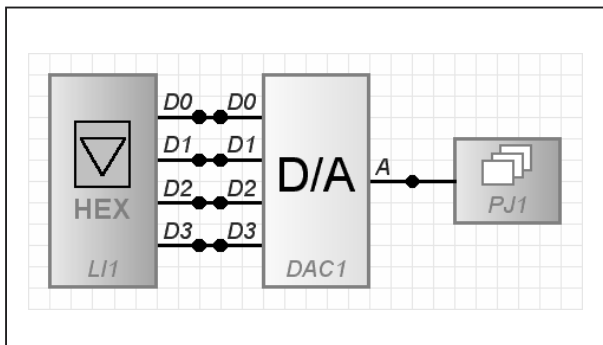 D0 D0
D1 D1
D2 D2
D3 D3
HEX
LI1
D/A
DAC1
A
PJ1